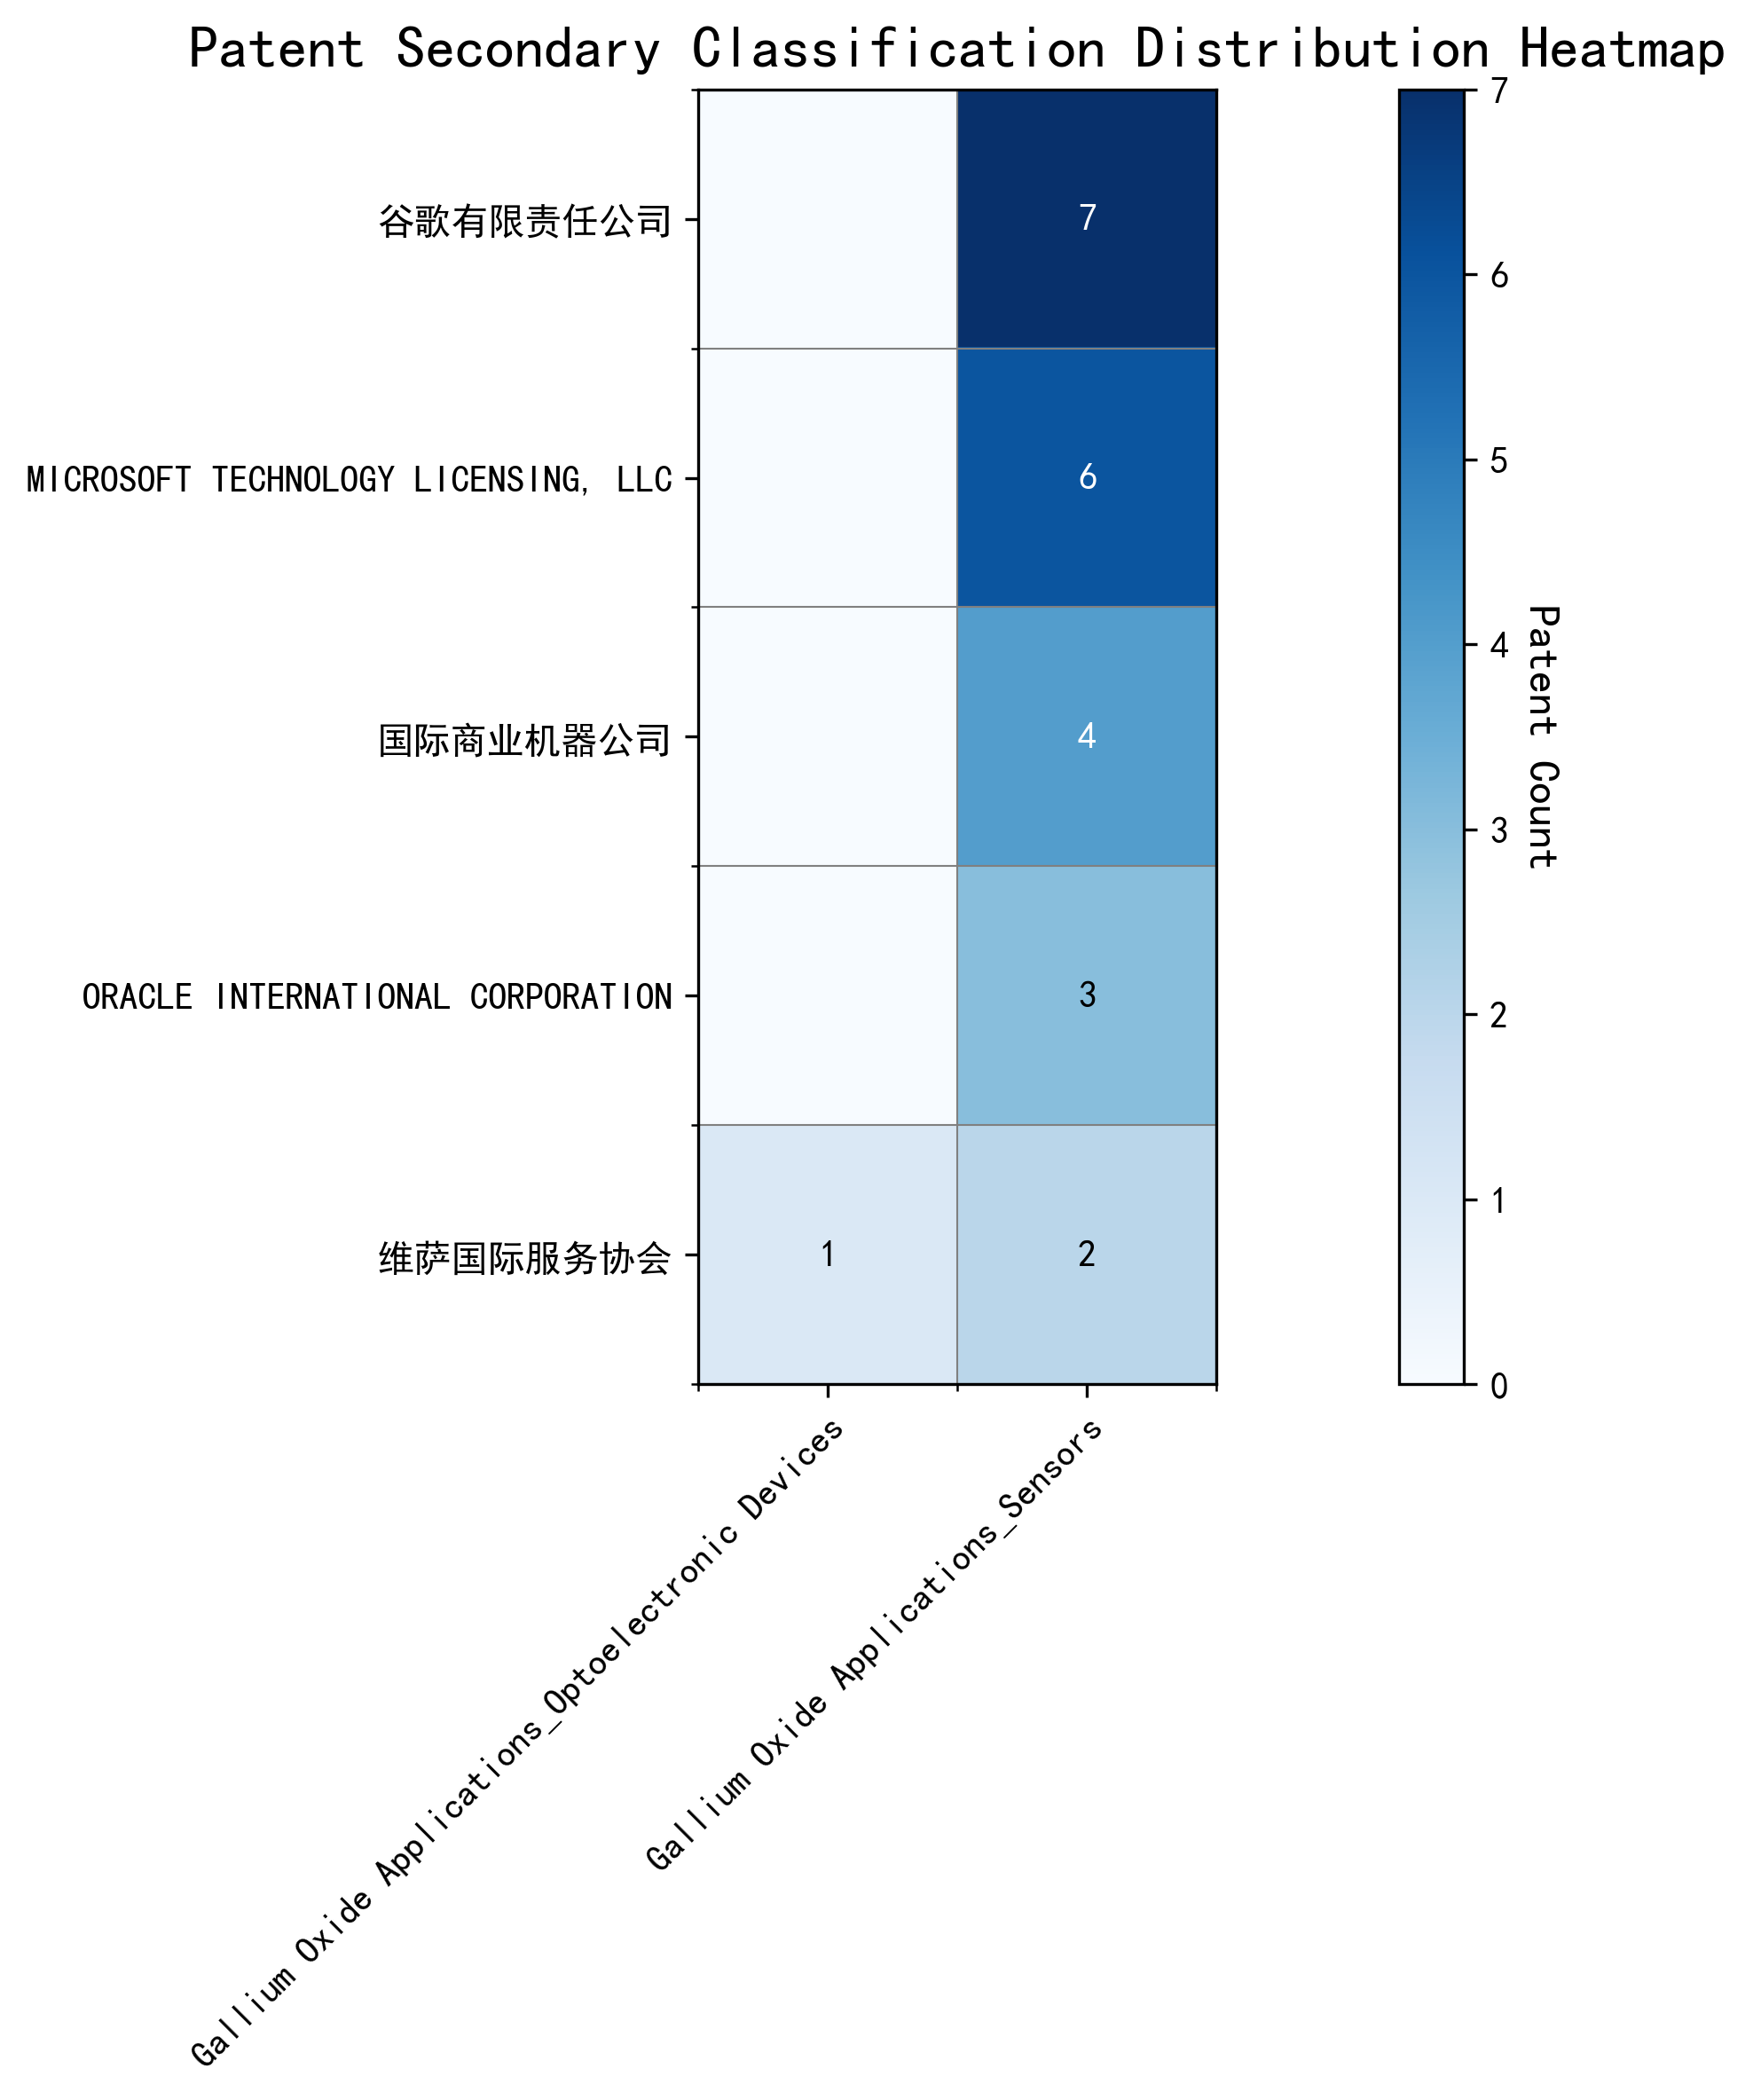 Patent Secondary Classification Distribution Heatmap
谷歌有限责任公司
7
MICROSOFT TECHNOLOGY LICENSING, LLC
6
国际商业机器公司
4
ORACLE INTERNATIONAL CORPORATION
3
维萨国际服务协会
1
2
Gallium Oxide Applications_Optoelectronic Devices
Gallium Oxide Applications_Sensors
7
6
5
4
3
2
1
0
Patent Count